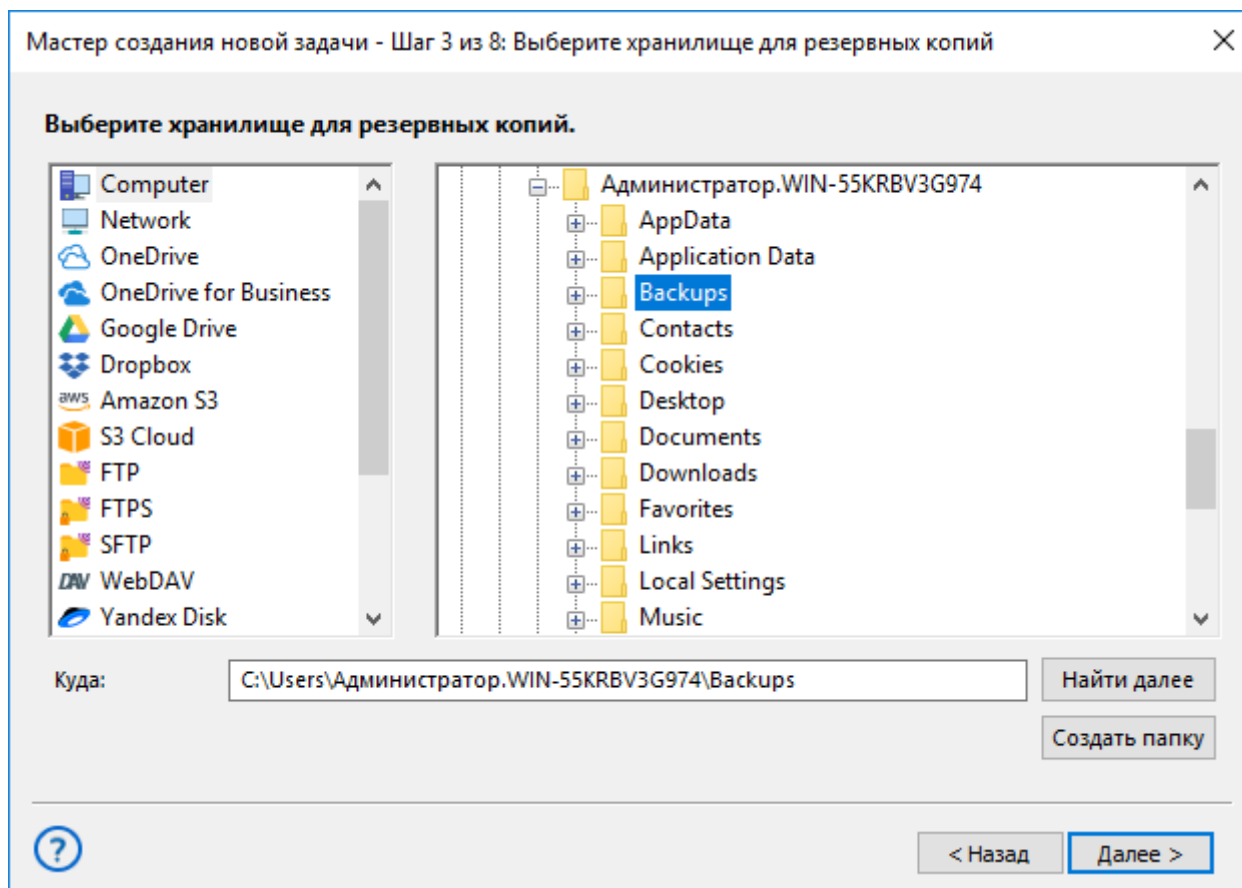 Мастер создания новой задачи - Шаг 3 из 8: Выберите хранилище для резервных копий
Выберите хранилище для резервных копий.
Computer
Network
OneDrive
OneDrive for Business
Google Drive
Dropbox
aws Amazon S3
S3 Cloud
FTP
FTPS
SFTP
DAV WebDAV
Yandex Disk
Администратор.WIN-55KRBV3G974
AppData
Application Data
Backups
Contacts
Cookies
Desktop
Documents
Downloads
Favorites
Links
Local Settings
Music
Куда: C:\Users\Администратор.WIN-55KRBV3G974\Backups Найти далее
Создать папку
? < Назад Далее >